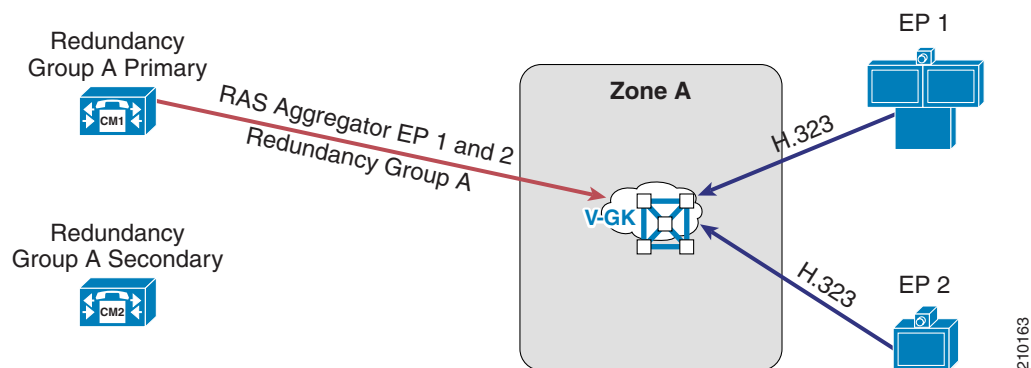 Redundancy
Group A Primary
CM1
RAS Aggregator EP 1 and 2
Redundancy Group A
Redundancy
Group A Secondary
CM2
Zone A
V-GK
EP 1
H.323
H.323
EP 2
210163